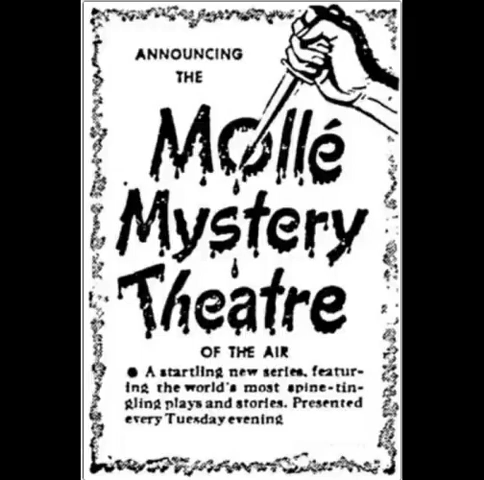 ANNOUNCING
THE
Mollé
Mystery
Theatre
OF THE AIR
● A startling new series, featur-
ing the world's most spine-tin-
gling plays and stories. Presented
every Tuesday evening